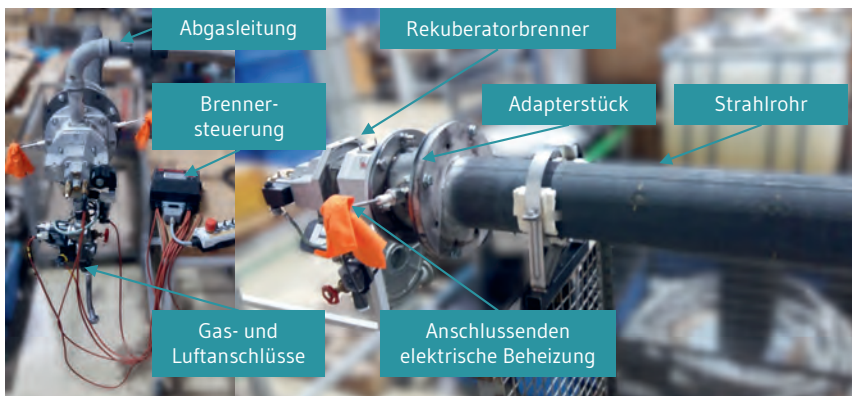 Abgasleitung
Rekuberatorbrenner
Brenner-
steuerung
Adapterstück
Strahlrohr
Gas- und
Luftanschlüsse
Anschlussenden
elektrische Beheizung